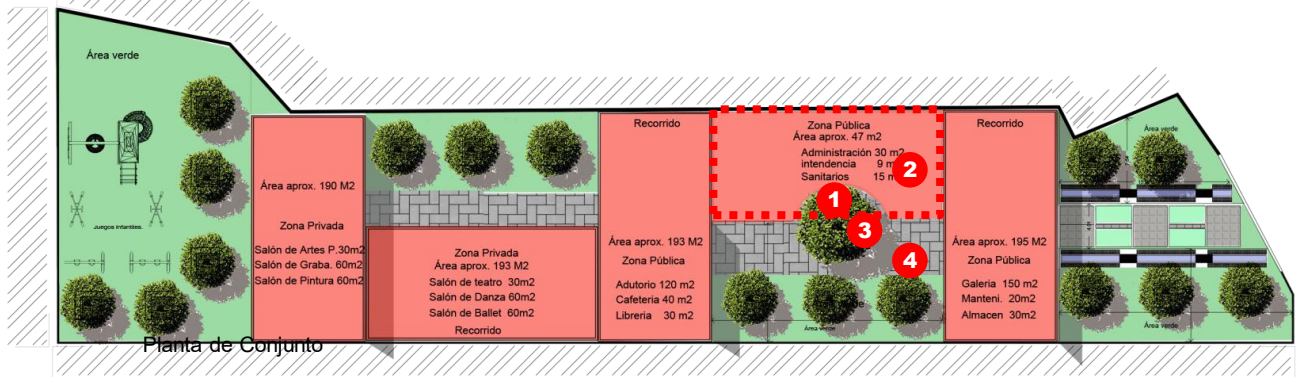 Área verde
Juegos infantiles.
Área aprox. 190 M2
Zona Privada
Salón de Artes P.30m2
Salón de Graba. 60m2
Salón de Pintura 60m2
Planta de Conjunto
Zona Privada
Área aprox. 193 M2
Salón de teatro 30m2
Salón de Danza 60m2
Salón de Ballet 60m2
Recorrido
Recorrido
Área aprox. 193 M2
Zona Pública
Adutorio 120 m2
Cafeteria 40 m2
Libreria 30 m2
Zona Pública
Área aprox. 47 m2
Administración 30 m2
intendencia 9 m
Sanitarios 15 m
1
2
3
4
Área verde
Recorrido
Área aprox. 195 M2
Zona Pública
Galeria 150 m2
Manteni. 20m2
Almacen 30m2
Área verde
Área verde